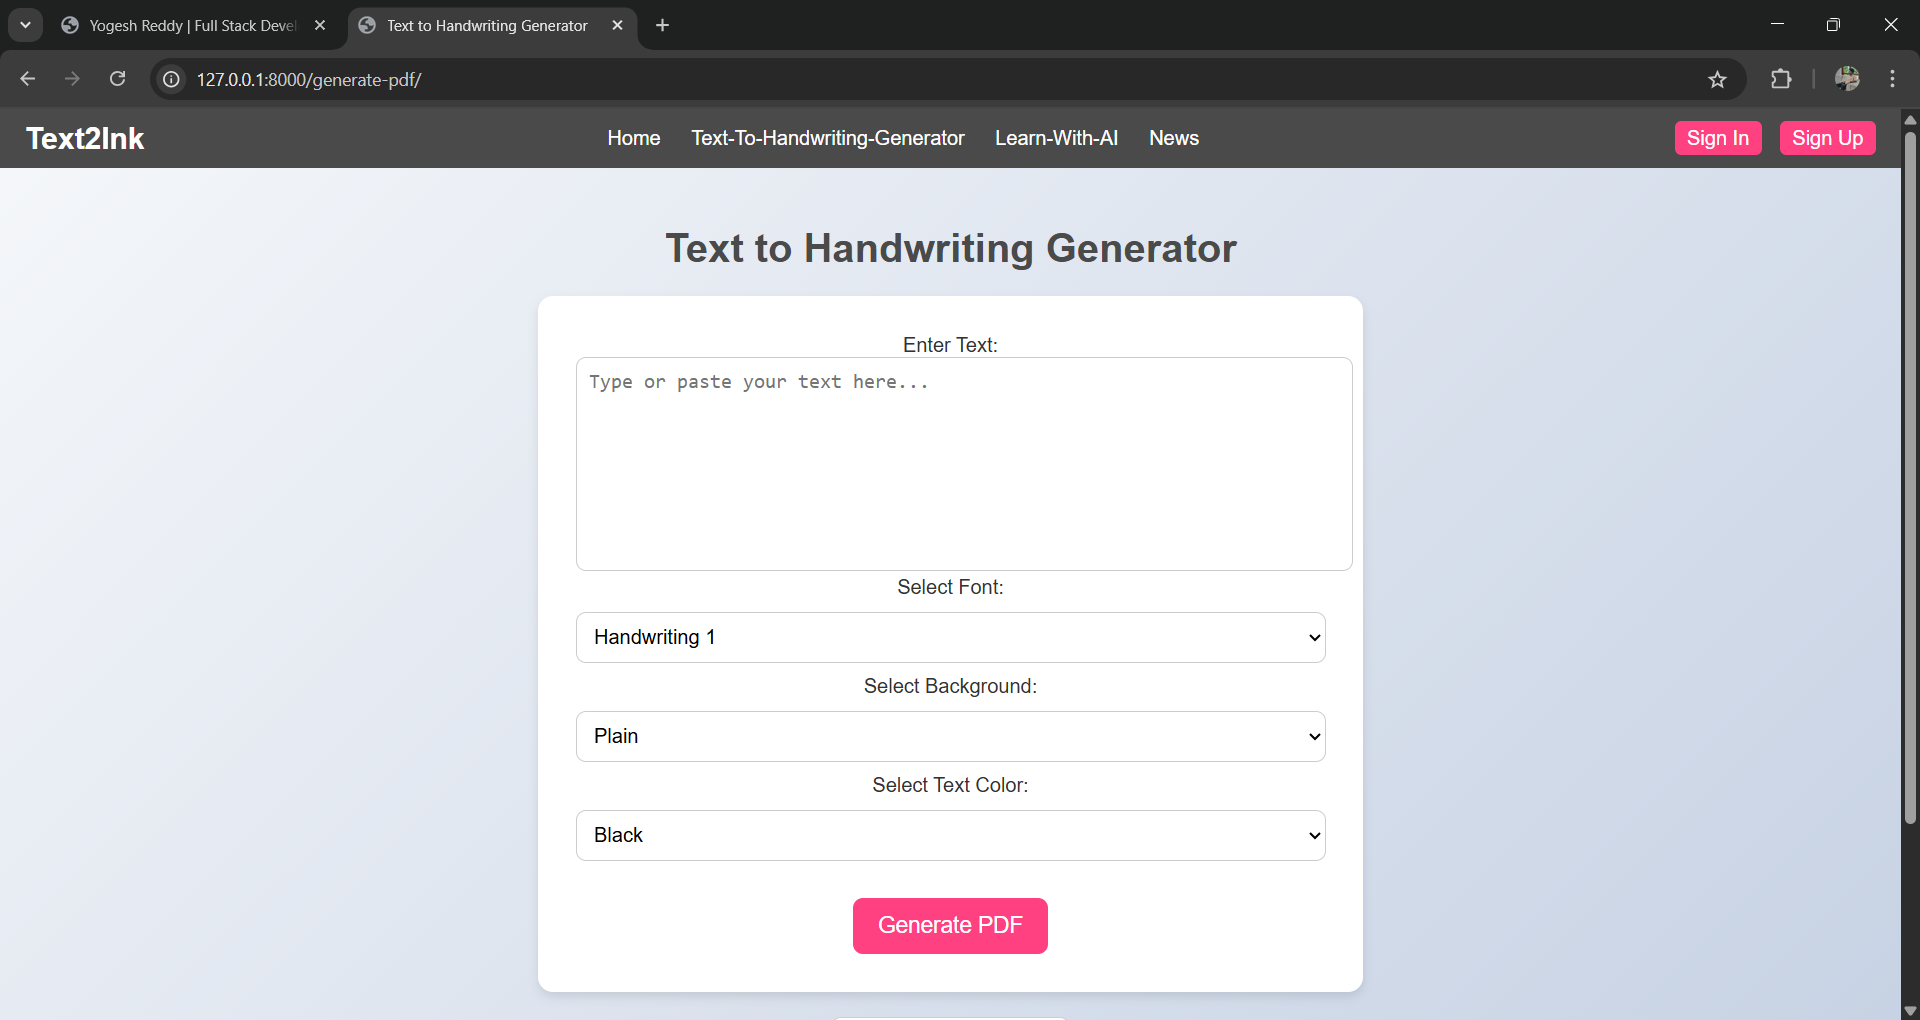 Yogesh Reddy | Full Stack Devel
Text to Handwriting Generator
127.0.0.1:8000/generate-pdf/
Text2Ink
Home Text-To-Handwriting-Generator Learn-With-AI News
Sign In Sign Up
Text to Handwriting Generator
Enter Text:
Type or paste your text here...
Select Font:
Handwriting 1
Select Background:
Plain
Select Text Color:
Black
Generate PDF